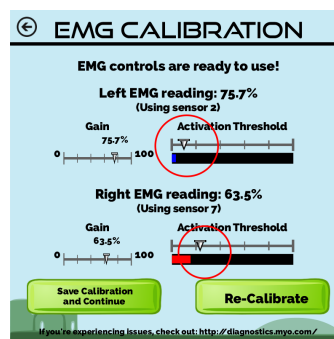 EMG CALIBRATION
EMG controls are ready to use!
Left EMG reading: 75.7%
(Using sensor 2)
Gain
Activation Threshold
75.7%
0
100
Right EMG reading: 63.5%
(Using sensor 7)
Gain
Activation Threshold
63.5%
0
100
Save Calibration
and Continue
Re-Calibrate
If you're experiencing issues, check out: http://diagnostics.myo.com/